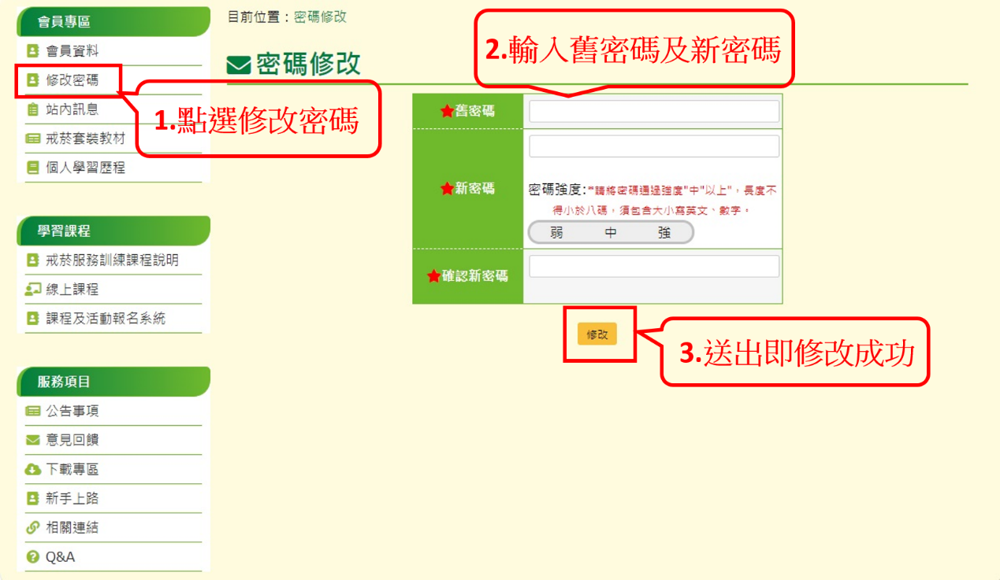 會員專區
會員資料
修改密碼
站內訊息
戒菸套裝教材
個人學習歷程
學習課程
戒菸服務訓練課程說明
線上課程
課程及活動報名系統
服務項目
公告事項
意見回饋
下載專區
新手上路
相關連結
Q&A
目前位置：密碼修改
密碼修改
1.點選修改密碼
2.輸入舊密碼及新密碼
★舊密碼
★新密碼
密碼強度:*請將密碼通過強度"中"以上"，長度不
得小於八碼，須包含大小寫英文、數字。
弱 中 強
★確認新密碼
修改
3.送出即修改成功